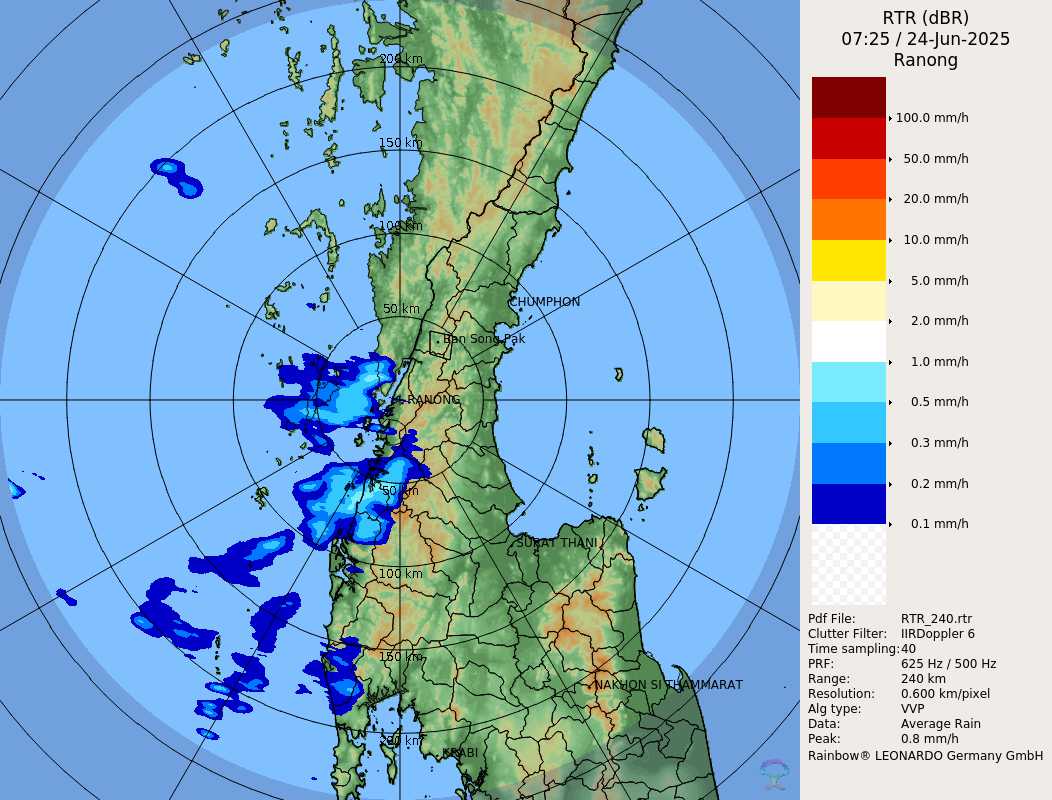 RTR (dBR)
07:25 / 24-Jun-2025
Ranong
100.0 mm/h
50.0 mm/h
20.0 mm/h
10.0 mm/h
5.0 mm/h
2.0 mm/h
1.0 mm/h
0.5 mm/h
0.3 mm/h
0.2 mm/h
0.1 mm/h
Pdf File: RTR_240.rtr
Clutter Filter: IIRDoppler 6
Time sampling:40
PRF: 625 Hz / 500 Hz
Range: 240 km
Resolution: 0.600 km/pixel
Alg type: VVP
Data: Average Rain
Peak: 0.8 mm/h
Rainbow® LEONARDO Germany GmbH
200 km
150 km
100 km
50 km
CHUMPHON
Ban Song Pak
RANONG
50 km
SURAT THANI
100 km
150 km
NAKHON SI THAMMARAT
200 km
KRABI